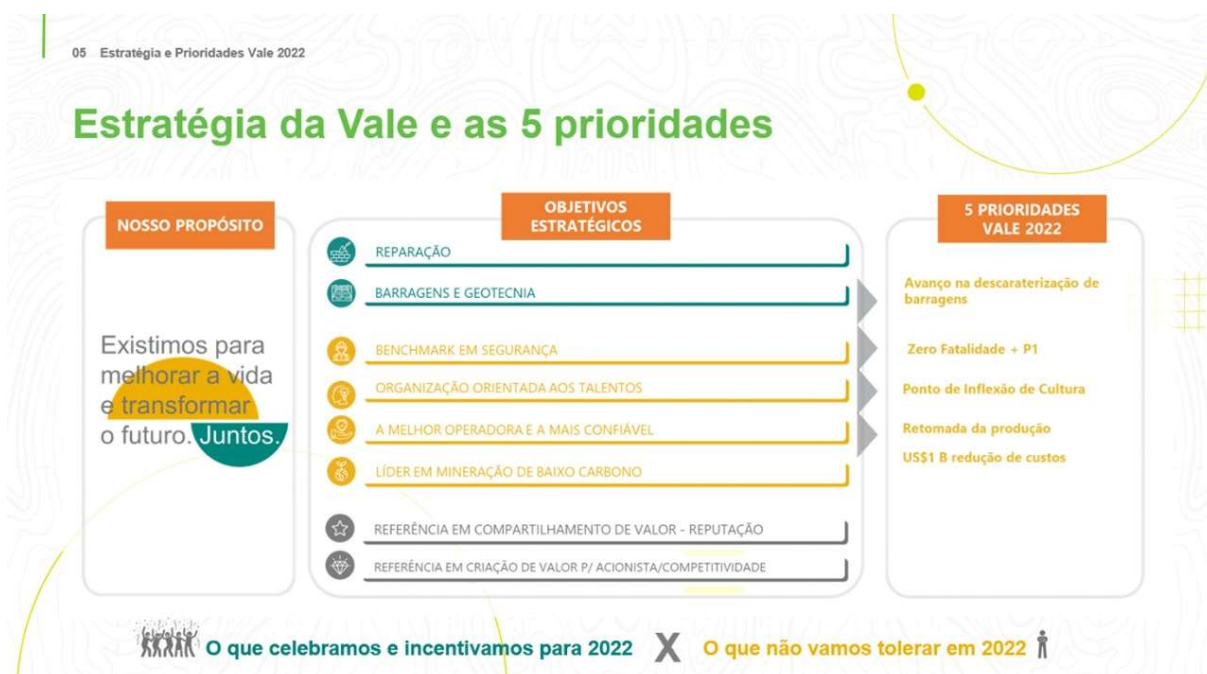 05 Estratégia e Prioridades Vale 2022
Estratégia da Vale e as 5 prioridades
NOSSO PROPÓSITO
Existimos para
melhorar a vida
e transformar
o futuro. Juntos.
OBJETIVOS
ESTRATÉGICOS
REPARAÇÃO
BARRAGENS E GEOTECNIA
BENCHMARK EM SEGURANÇA
ORGANIZAÇÃO ORIENTADA AOS TALENTOS
A MELHOR OPERADORA E A MAIS CONFIÁVEL
LÍDER EM MINERAÇÃO DE BAIXO CARBONO
REFERÊNCIA EM COMPARTILHAMENTO DE VALOR - REPUTAÇÃO
REFERÊNCIA EM CRIAÇÃO DE VALOR P/ ACIONISTA/COMPETITIVIDADE
5 PRIORIDADES
VALE 2022
Avanço na descaraterização de
barragens
Zero Fatalidade + P1
Ponto de Inflexão de Cultura
Retomada da produção
US$1 B redução de custos
O que celebramos e incentivamos para 2022 X O que não vamos tolerar em 2022